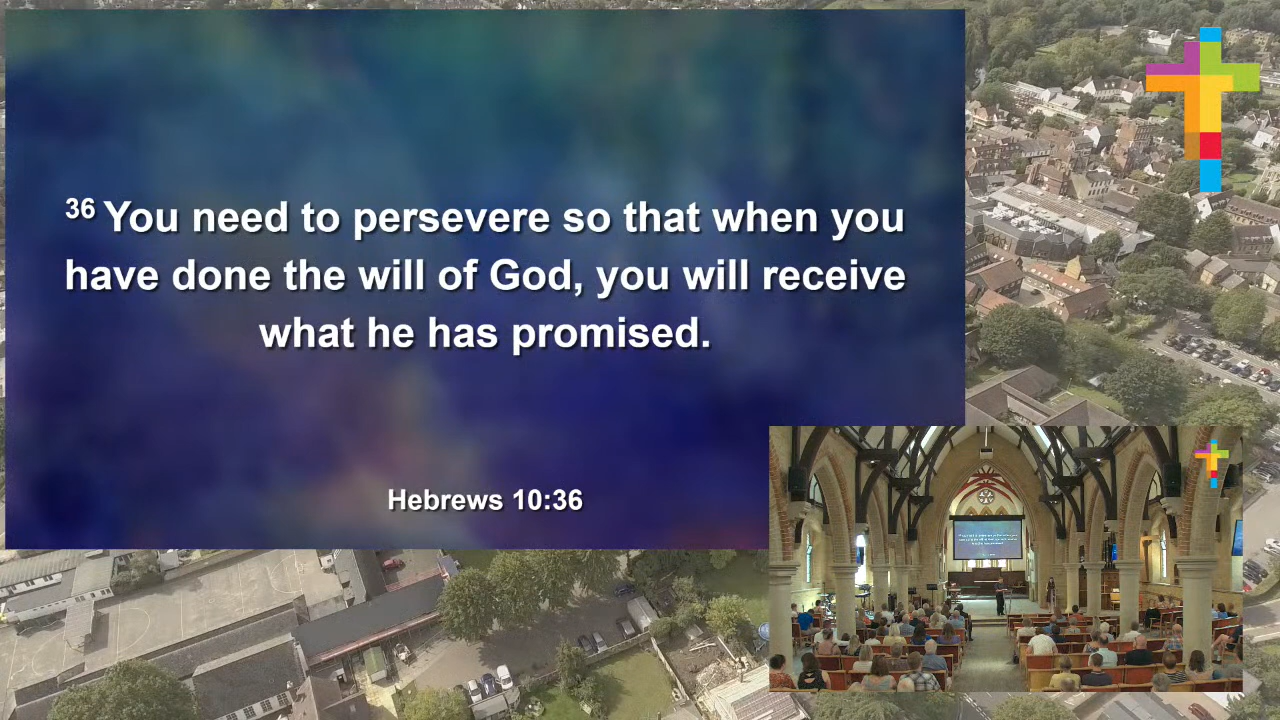 36 You need to persevere so that when you
have done the will of God, you will receive
what he has promised.
Hebrews 10:36